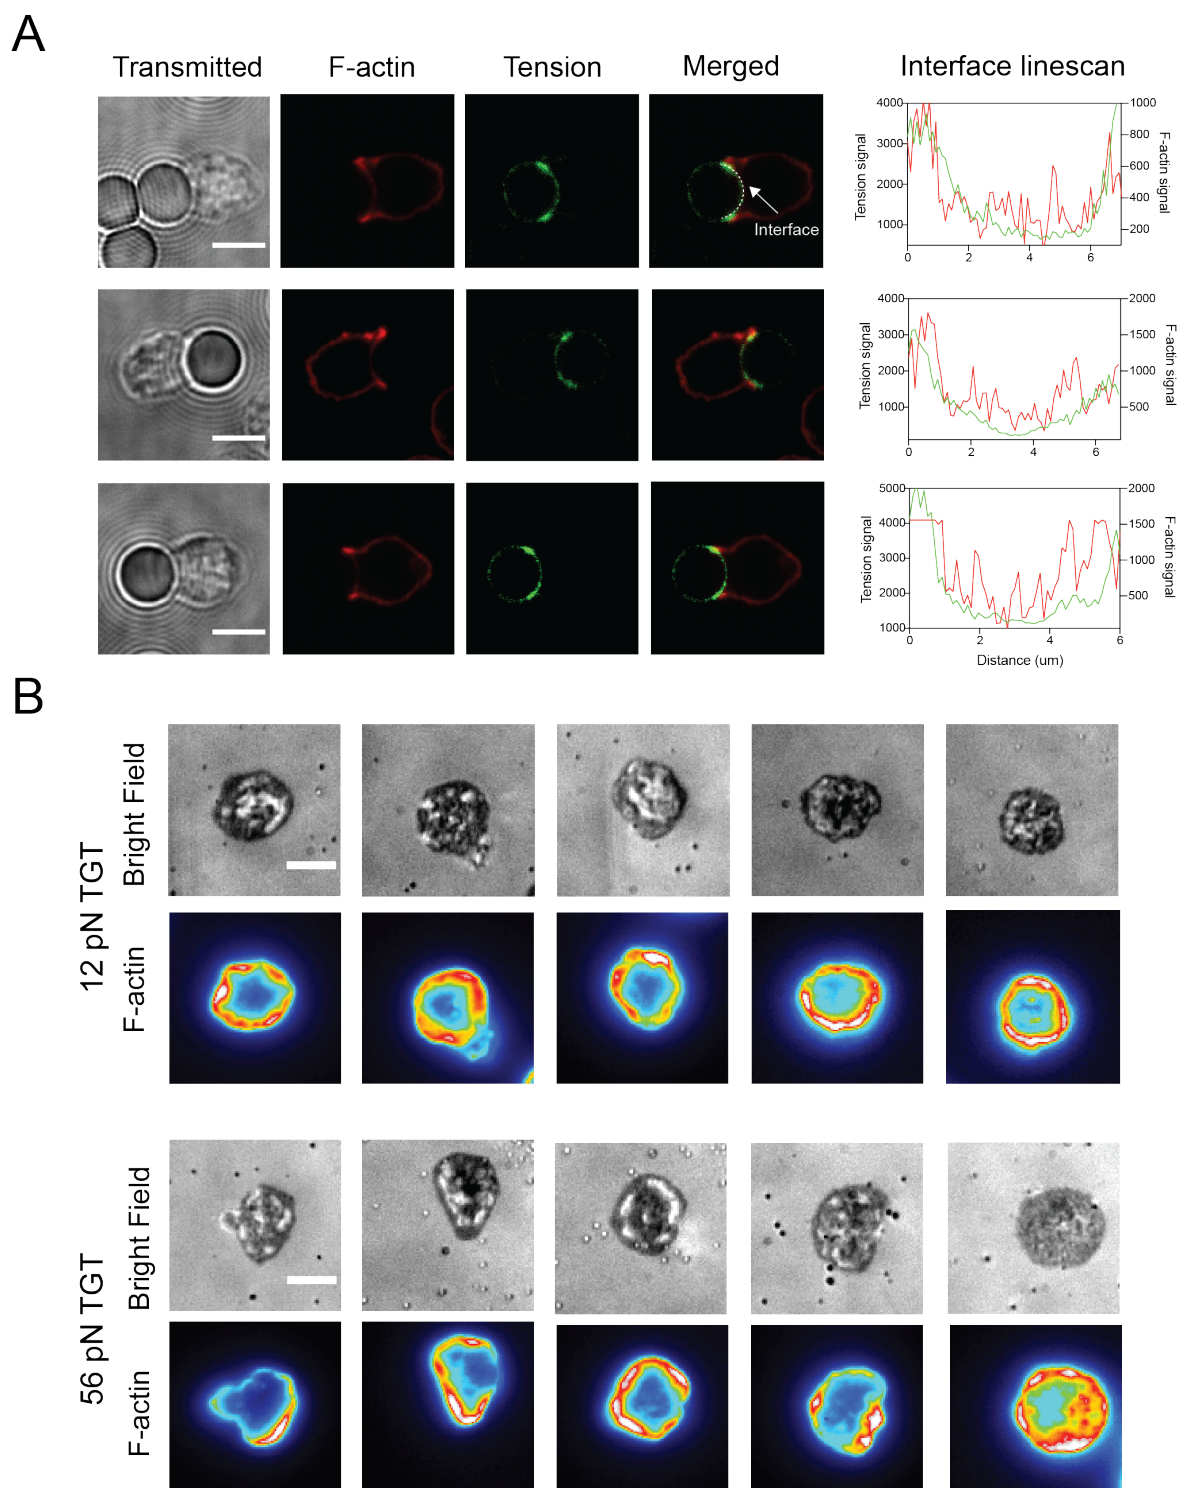 A
Transmitted
F-actin
Tension
Merged
Interface linescan
Interface
4000
3000
2000
1000
Tension signal
1000
800
600
400
200
F-actin signal
0
2
4
6
4000
3000
2000
1000
Tension signal
2000
1500
1000
500
F-actin signal
0
2
4
6
5000
4000
3000
2000
1000
Tension signal
2000
1500
1000
500
F-actin signal
0
2
4
6
Distance (um)
B
12 pN TGT
Bright Field
F-actin
56 pN TGT
Bright Field
F-actin